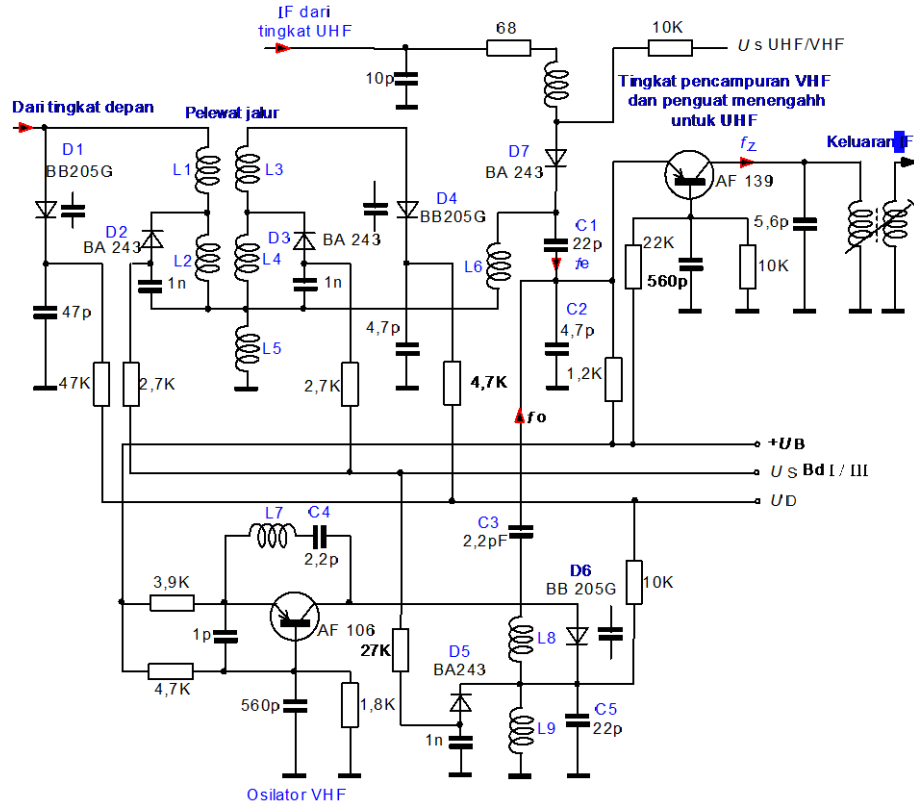 IF dari
tingkat UHF
68
10K
U s UHF/VHF
10p
Tingkat pencampuran VHF
dan penguat menengahh
untuk UHF
Dari tingkat depan
Pelewat jalur
Keluaran IF
fz
D1
BB205G
L1
L3
D7
BA 243
AF 139
D4
BB205G
D2
BA 243
D3
BA 243
L2
L4
1n
1n
L6
C1
22p
fe
22K
560p
10K
5,6p
47p
L5
4,7p
C2
4,7p
47K
2,7K
2,7K
4,7K
1,2K
fo
+UB
U S Bd I / III
UD
L7
C4
2,2p
C3
2,2pF
3,9K
D6
BB 205G
10K
1p
AF 106
27K
D5
BA243
L8
4,7K
560p
1,8K
1n
L9
C5
22p
Osilator VHF